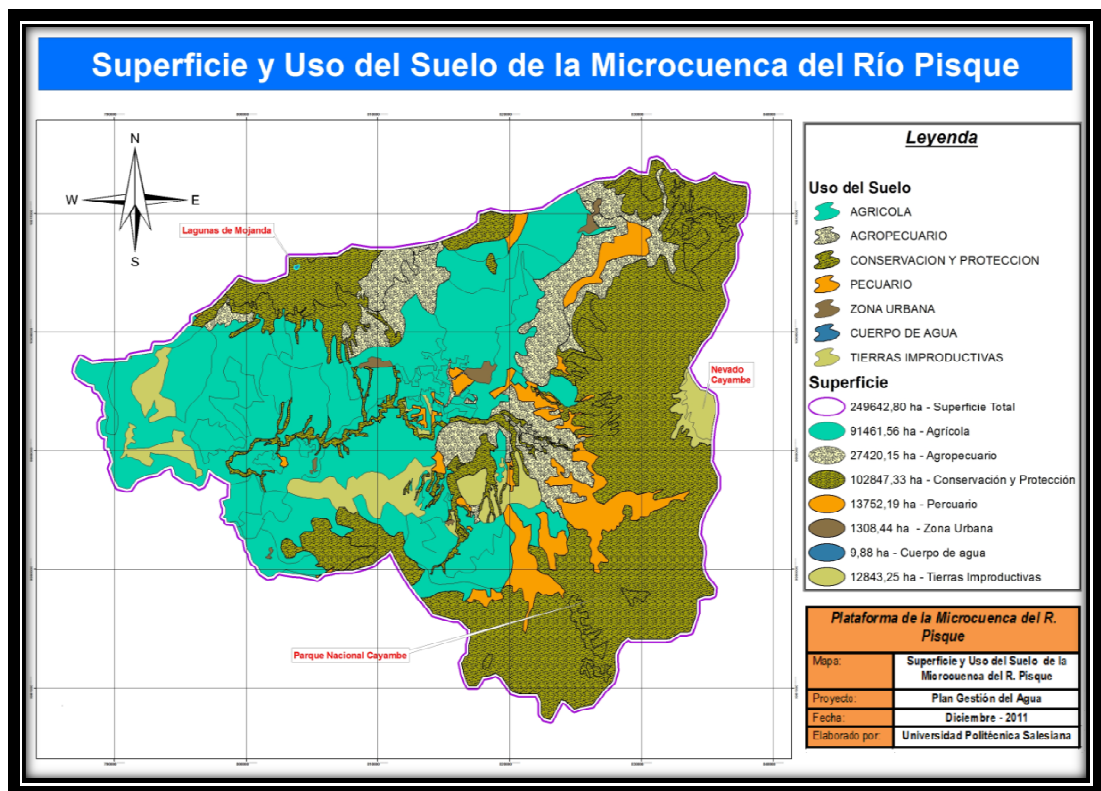 Superficie y Uso del Suelo de la Microcuenca del Río Pisque
N
W
E
S
Lagunas de Mojanda
Nevado
Cayambe
Parque Nacional Cayambe
Leyenda
Uso del Suelo
AGRICOLA
AGROPECUARIO
CONSERVACION Y PROTECCION
PECUARIO
ZONA URBANA
CUERPO DE AGUA
TIERRAS IMPRODUCTIVAS
Superficie
249642,80 ha - Superficie Total
91461,56 ha - Agrícola
27420,15 ha - Agropecuario
102847,33 ha - Conservación y Protección
13752,19 ha - Percuario
1308,44 ha - Zona Urbana
9,88 ha - Cuerpo de agua
12843,25 ha - Tierras Improductivas
Plataforma de la Microcuenca del R.
Pisque
Mapa:
Superficie y Uso del Suelo de la
Microcuenca del R. Pisque
Proyecto:
Plan Gestión del Agua
Fecha:
Diciembre - 2011
Elaborado por:
Universidad Politécnica Salesiana